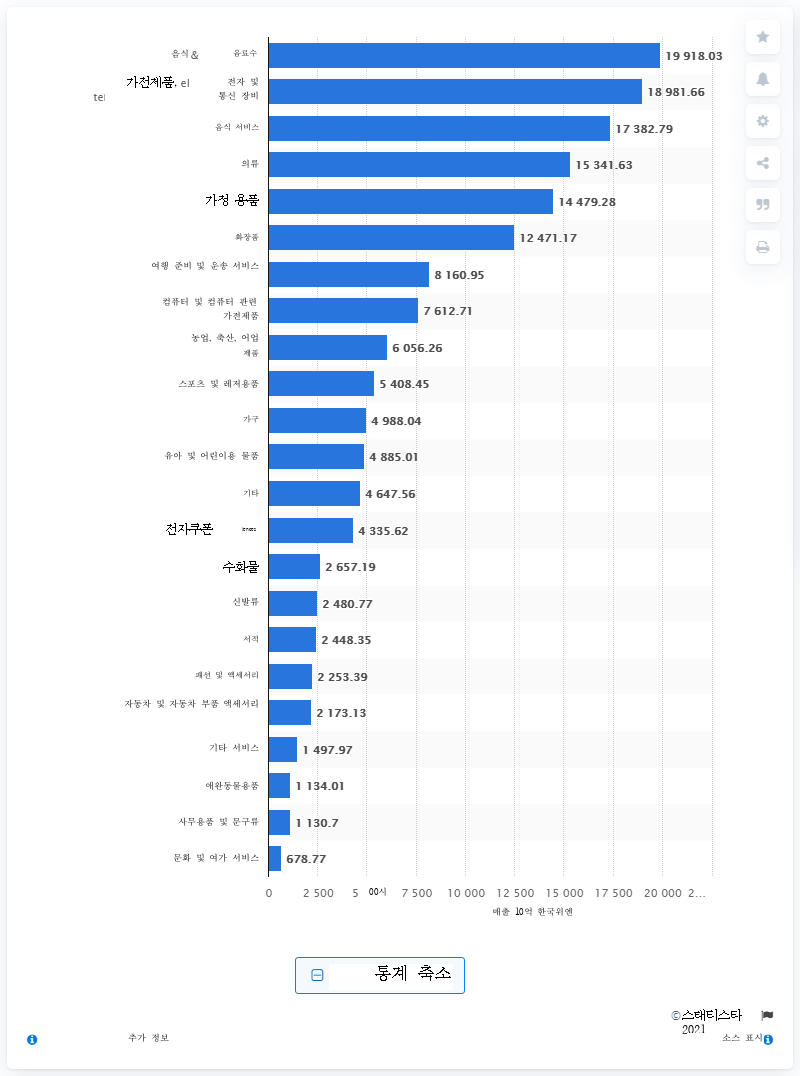 음식 & 음료수
19 918.03
가전제품, el 전자 및
tel 통신 장비
18 981.66
음식 서비스
17 382.79
의류
15 341.63
가정 용품
14 479.28
화장품
12 471.17
여행 준비 및 운송 서비스
8 160.95
컴퓨터 및 컴퓨터 관련
가전제품
7 612.71
농업, 축산, 어업
제품
6 056.26
스포츠 및 레저용품
5 408.45
가구
4 988.04
유아 및 어린이용 물품
4 885.01
기타
4 647.56
전자쿠폰
4 335.62
수화물
2 657.19
신발류
2 480.77
서적
2 448.35
패션 및 액세서리
2 253.39
자동차 및 자동차 부품 액세서리
2 173.13
기타 서비스
1 497.97
애완동물용품
1 134.01
사무용품 및 문구류
1 130.7
문화 및 여가 서비스
678.77
0 2 500 5 00시 7 500 10 000 12 500 15 000 17 500 20 000 2...
매출 10억 한국위엔
통계 축소
©스태티스타
2021
추가 정보 소스 표시